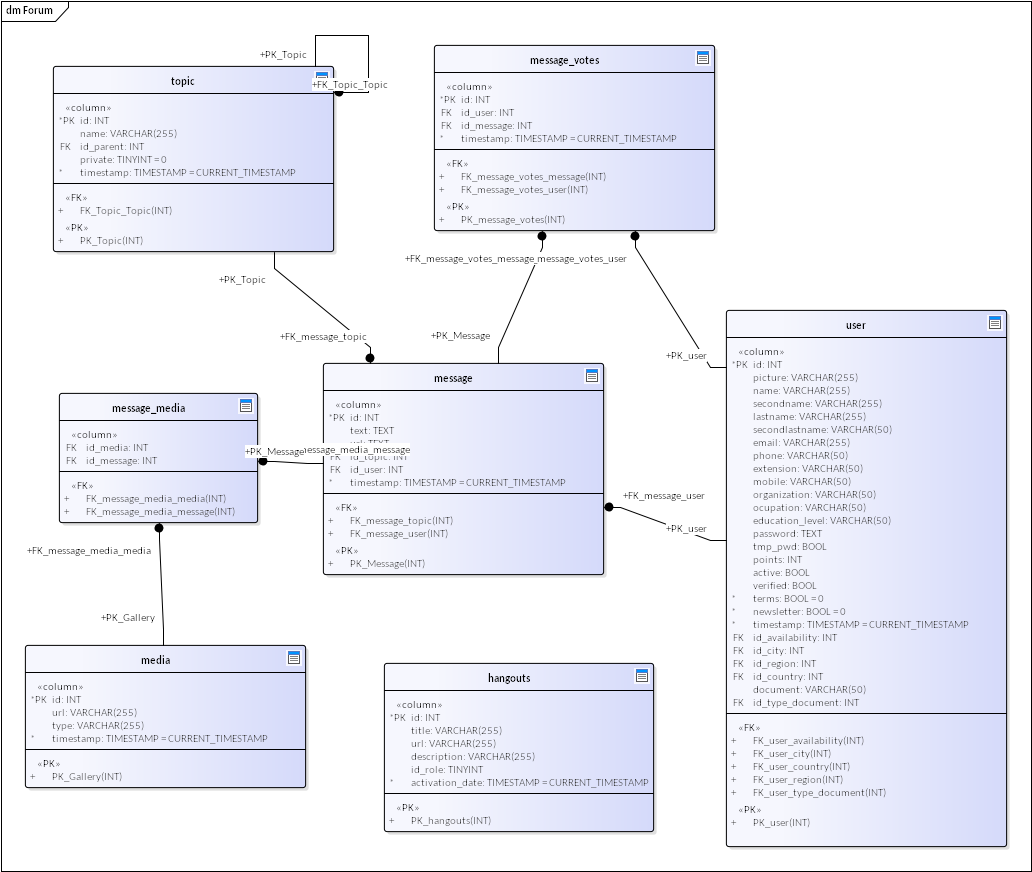 dm Forum
+PK_Topic
+FK_Topic_Topic
topic
«column»
*PK id: INT
name: VARCHAR(255)
FK id_parent: INT
private: TINYINT = 0
* timestamp: TIMESTAMP = CURRENT_TIMESTAMP
«FK»
+ FK_Topic_Topic(INT)
«PK»
+ PK_Topic(INT)
message_votes
«column»
*PK id: INT
FK id_user: INT
FK id_message: INT
* timestamp: TIMESTAMP = CURRENT_TIMESTAMP
«FK»
+ FK_message_votes_message(INT)
+ FK_message_votes_user(INT)
«PK»
+ PK_message_votes(INT)
+FK_message_votes_message_message_votes_user
+PK_Topic
+FK_message_topic
+PK_Message
+PK_user
message
«column»
*PK id: INT
text: TEXT
url: TEXT
FK id_topic: INT
FK id_user: INT
* timestamp: TIMESTAMP = CURRENT_TIMESTAMP
«FK»
+ FK_message_topic(INT)
+ FK_message_user(INT)
«PK»
+ PK_Message(INT)
message_media
«column»
FK id_media: INT
FK id_message: INT
«FK»
+ FK_message_media_media(INT)
+ FK_message_media_message(INT)
+PK_Message
essage_media_message
+FK_message_user
+PK_user
+FK_message_media_media
+PK_Gallery
media
«column»
*PK id: INT
url: VARCHAR(255)
type: VARCHAR(255)
* timestamp: TIMESTAMP = CURRENT_TIMESTAMP
«PK»
+ PK_Gallery(INT)
hangouts
«column»
*PK id: INT
title: VARCHAR(255)
url: VARCHAR(255)
description: VARCHAR(255)
id_role: TINYINT
* activation_date: TIMESTAMP = CURRENT_TIMESTAMP
«PK»
+ PK_hangouts(INT)
user
«column»
*PK id: INT
picture: VARCHAR(255)
name: VARCHAR(255)
secondname: VARCHAR(255)
lastname: VARCHAR(255)
secondlastname: VARCHAR(50)
email: VARCHAR(255)
phone: VARCHAR(50)
extension: VARCHAR(50)
mobile: VARCHAR(50)
organization: VARCHAR(50)
ocupation: VARCHAR(50)
education_level: VARCHAR(50)
password: TEXT
tmp_pwd: BOOL
points: INT
active: BOOL
verified: BOOL
* terms: BOOL = 0
* newsletter: BOOL = 0
* timestamp: TIMESTAMP = CURRENT_TIMESTAMP
FK id_availability: INT
FK id_city: INT
FK id_region: INT
FK id_country: INT
document: VARCHAR(50)
FK id_type_document: INT
«FK»
+ FK_user_availability(INT)
+ FK_user_city(INT)
+ FK_user_country(INT)
+ FK_user_region(INT)
+ FK_user_type_document(INT)
«PK»
+ PK_user(INT)